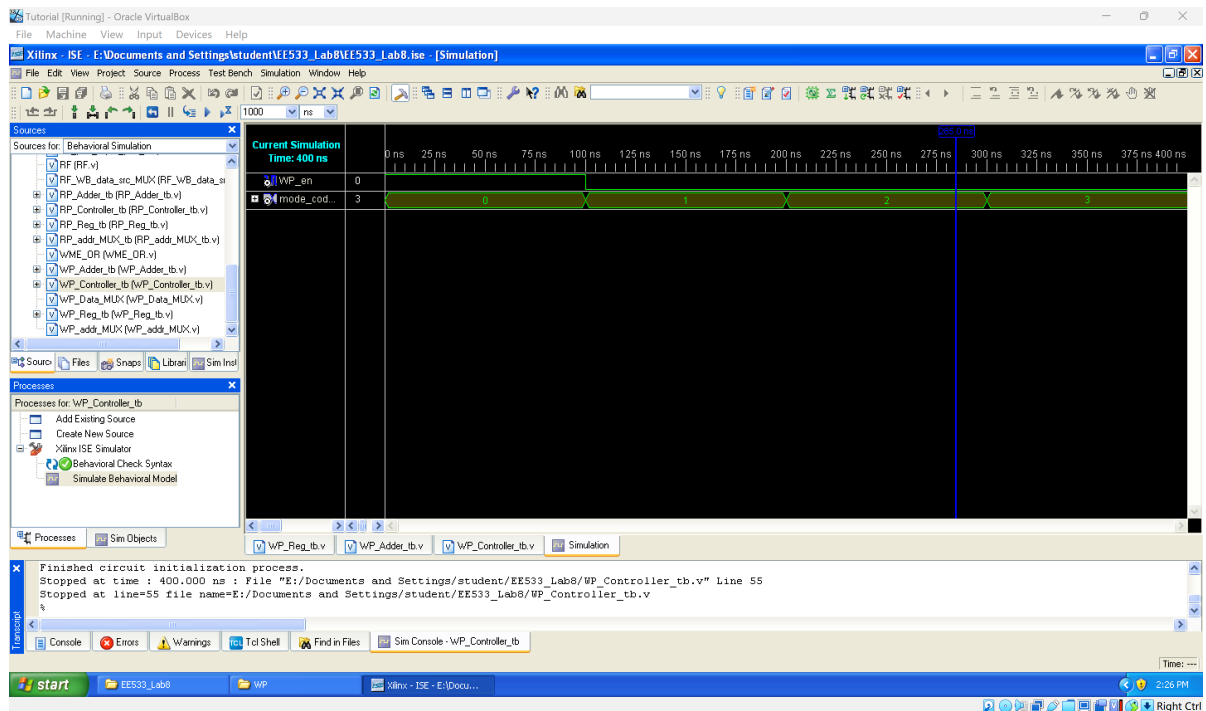 Tutorial [Running] - Oracle VirtualBox
File Machine View Input Devices Help
Xilinx - ISE - E:\Documents and Settings\student\EE533_Lab8\EE533_Lab8.ise - [Simulation]
File Edit View Project Source Process Test Bench Simulation Window Help
1000 ns
Sources
Sources for: Behavioral Simulation
RF (RF.v)
RF_WB_data_src_MUX (RF_WB_data_sr
RP_Adder_tb (RP_Adder_tb.v)
RP_Controller_tb (RP_Controller_tb.v)
RP_Reg_tb (RP_Reg_tb.v)
RP_addr_MUX_tb (RP_addr_MUX_tb.v)
WME_OR (WME_OR.v)
WP_Adder_tb (WP_Adder_tb.v)
WP_Controller_tb (WP_Controller_tb.v)
WP_Data_MUX (WP_Data_MUX.v)
WP_Reg_tb (WP_Reg_tb.v)
WP_addr_MUX (WP_addr_MUX.v)
Sourc Files Snaps Librari Sim Inst
Processes
Processes for: WP_Controller_tb
Add Existing Source
Create New Source
Xilinx ISE Simulator
Behavioral Check Syntax
Simulate Behavioral Model
Processes Sim Objects
Current Simulation
Time: 400 ns
0 ns 25 ns 50 ns 75 ns 100 ns 125 ns 150 ns 175 ns 200 ns 225 ns 250 ns 275 ns 300 ns 325 ns 350 ns 375 ns 400 ns
WP_en 0
mode_cod... 3 0 1 2 3
WP_Reg_tb.v WP_Adder_tb.v WP_Controller_tb.v Simulation
Finished circuit initialization process.
Stopped at time : 400.000 ns : File "E:/Documents and Settings/student/EE533_Lab8/WP_Controller_tb.v" Line 55
Stopped at line=55 file name=E:/Documents and Settings/student/EE533_Lab8/WP_Controller_tb.v
%
Transcript
Console Errors Warnings Tcl Shell Find in Files Sim Console - WP_Controller_tb
Time: ---
start EE533_Lab8 WP Xilinx - ISE - E:\Docu... 2:26 PM
Right Ctrl